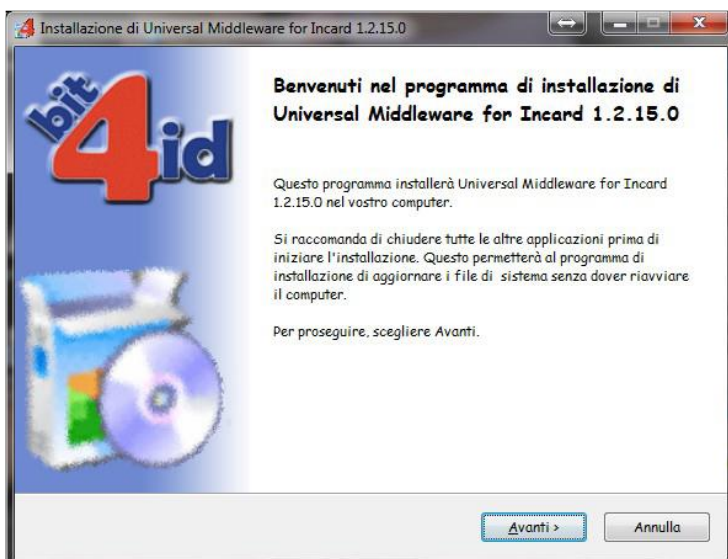 Installazione di Universal Middleware for Incard 1.2.15.0
bit
4id
Benvenuti nel programma di installazione di
Universal Middleware for Incard 1.2.15.0
Questo programma installerà Universal Middleware for Incard
1.2.15.0 nel vostro computer.
Si raccomanda di chiudere tutte le altre applicazioni prima di
iniziare l'installazione. Questo permetterà al programma di
installazione di aggiornare i file di sistema senza dover riavviare
il computer.
Per proseguire, scegliere Avanti.
Avanti >
Annulla